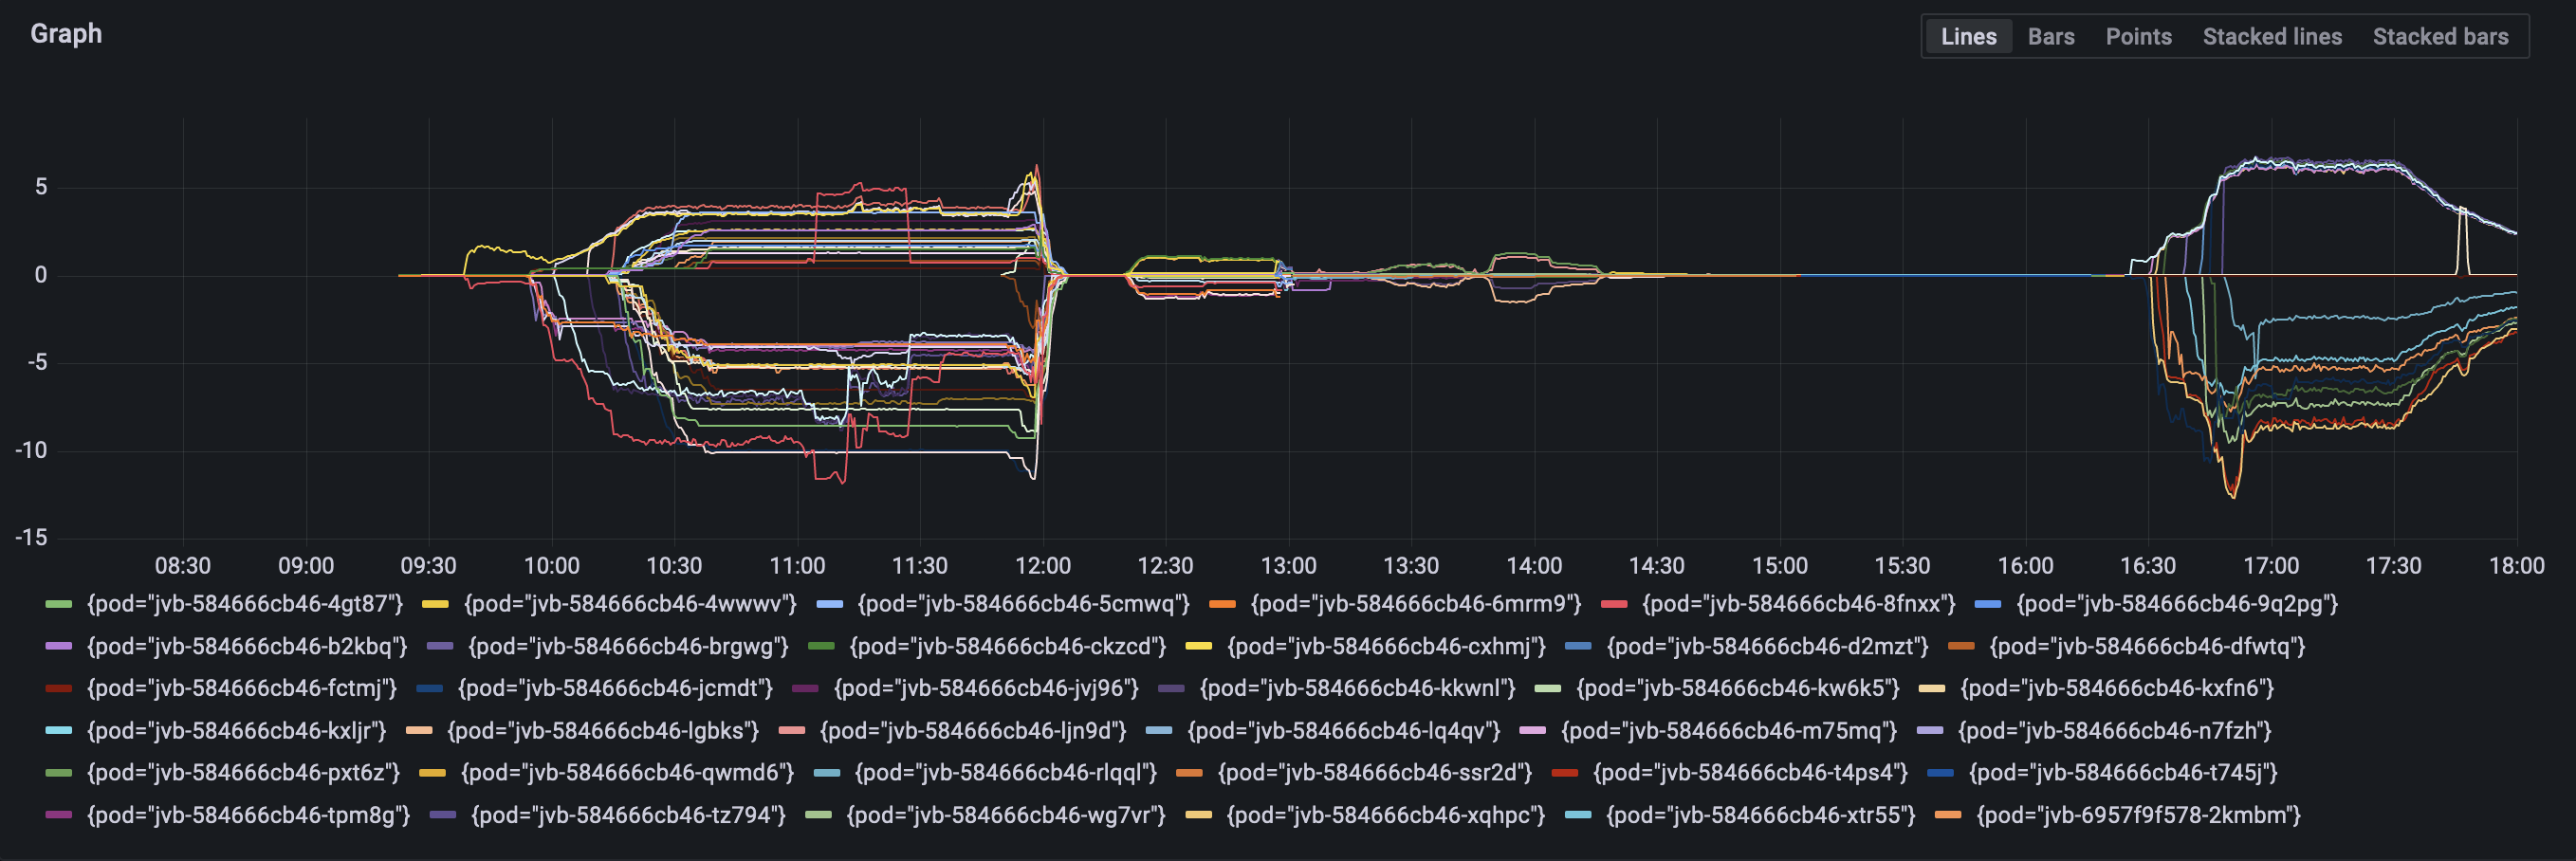 Graph
Lines Bars Points Stacked lines Stacked bars
5
0
-5
-10
-15
08:30 09:00 09:30 10:00 10:30 11:00 11:30 12:00 12:30 13:00 13:30 14:00 14:30 15:00 15:30 16:00 16:30 17:00 17:30 18:00
{pod="jvb-584666cb46-4gt87"} {pod="jvb-584666cb46-4wwwv"} {pod="jvb-584666cb46-5cmwq"} {pod="jvb-584666cb46-6mrm9"} {pod="jvb-584666cb46-8fnxx"} {pod="jvb-584666cb46-9q2pg"}
{pod="jvb-584666cb46-b2kbq"} {pod="jvb-584666cb46-brgwg"} {pod="jvb-584666cb46-ckzcd"} {pod="jvb-584666cb46-cxhmj"} {pod="jvb-584666cb46-d2mzt"} {pod="jvb-584666cb46-dfwtq"}
{pod="jvb-584666cb46-fctmj"} {pod="jvb-584666cb46-jcmdt"} {pod="jvb-584666cb46-jvj96"} {pod="jvb-584666cb46-kkwnl"} {pod="jvb-584666cb46-kw6k5"} {pod="jvb-584666cb46-kxfn6"}
{pod="jvb-584666cb46-kxljr"} {pod="jvb-584666cb46-lgbks"} {pod="jvb-584666cb46-ljn9d"} {pod="jvb-584666cb46-lq4qv"} {pod="jvb-584666cb46-m75mq"} {pod="jvb-584666cb46-n7fzh"}
{pod="jvb-584666cb46-pxt6z"} {pod="jvb-584666cb46-qwmd6"} {pod="jvb-584666cb46-rlqql"} {pod="jvb-584666cb46-ssr2d"} {pod="jvb-584666cb46-t4ps4"} {pod="jvb-584666cb46-t745j"}
{pod="jvb-584666cb46-tpm8g"} {pod="jvb-584666cb46-tz794"} {pod="jvb-584666cb46-wg7vr"} {pod="jvb-584666cb46-xqhpc"} {pod="jvb-584666cb46-xtr55"} {pod="jvb-6957f9f578-2kmbm"}